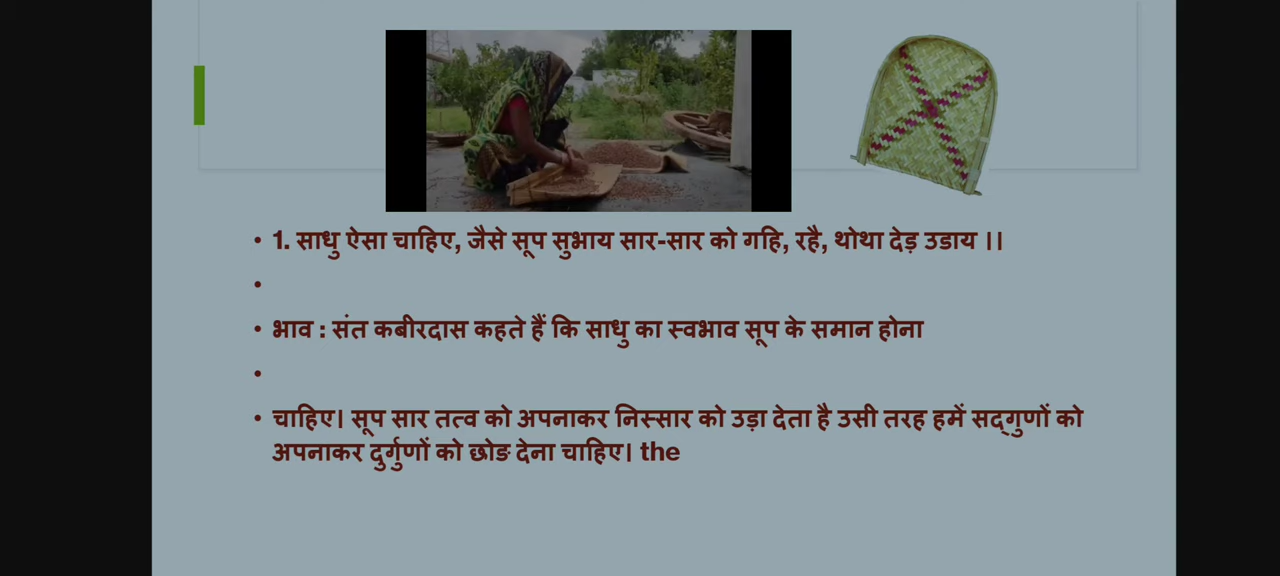 • 1. साधु ऐसा चाहिए, जैसे सूप सुभाय सार-सार को गहि, रहै, थोथा देड़ उडाय ।।
•
• भाव : संत कबीरदास कहते हैं कि साधु का स्वभाव सूप के समान होना
•
• चाहिए। सूप सार तत्व को अपनाकर निस्सार को उड़ा देता है उसी तरह हमें सद्‌गुणों को
अपनाकर दुर्गुणों को छोङ देना चाहिए। the